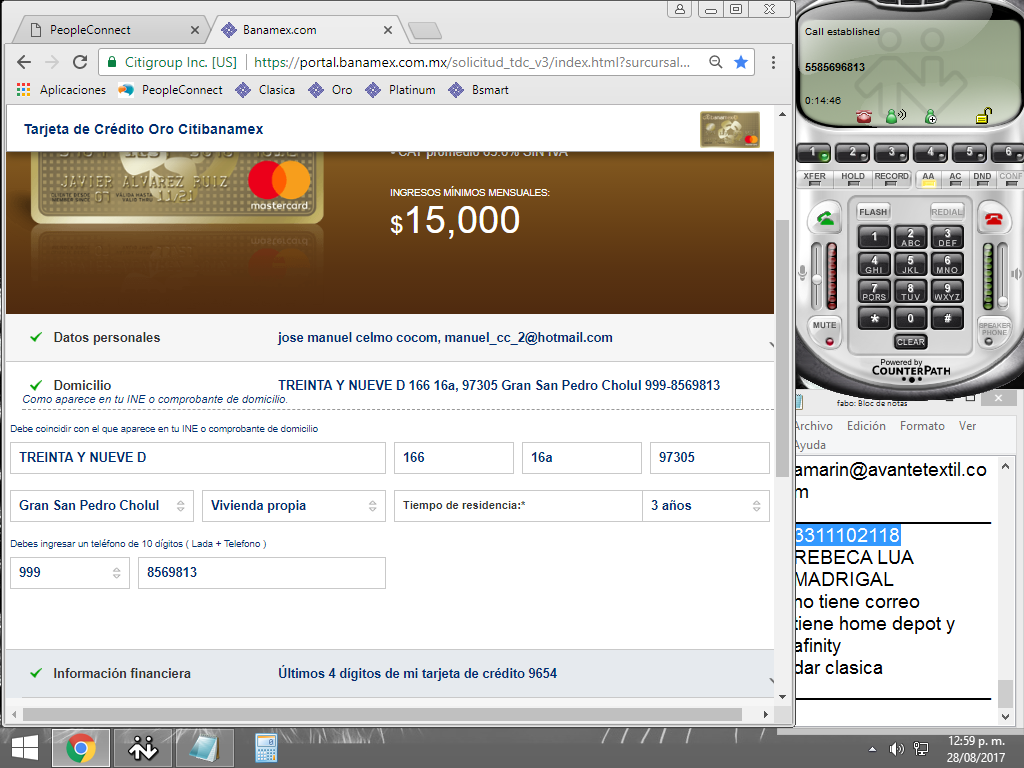 PeopleConnect
Banamex.com
Citigroup Inc. [US]
https://portal.banamex.com.mx/solicitud_tdc_v3/index.html?surcursal...
Aplicaciones PeopleConnect Clasica Oro Platinum Bsmart
Tarjeta de Crédito Oro Citibanamex
JAVIER ALVAREZ RUIZ
mastercard
- CAT promedio 65.6% SIN IVA
INGRESOS MÍNIMOS MENSUALES:
$15,000
Datos personales
jose manuel celmo cocom, manuel_cc_2@hotmail.com
Domicilio
TREINTA Y NUEVE D 166 16a, 97305 Gran San Pedro Cholul 999-8569813
Como aparece en tu INE o comprobante de domicilio.
Debe coincidir con el que aparece en tu INE o comprobante de domicilio
TREINTA Y NUEVE D
166
16a
97305
Gran San Pedro Cholul
Vivienda propia
Tiempo de residencia:*
3 años
Debes ingresar un teléfono de 10 dígitos ( Lada + Telefono )
999
8569813
Información financiera
Últimos 4 dígitos de mi tarjeta de crédito 9654
Call established
5585696813
0:14:46
1 2 3 4 5 6
XFER HOLD RECORD AA AC DND CONF
FLASH REDIAL
1 2 ABC 3 DEF
4 GHI 5 JKL 6 MNO
7 PQRS 8 TUV 9 WXYZ
* 0 #
MUTE
SPEAKER PHONE
CLEAR
Powered by
COUNTERPATH
fabo: Bloc de notas
Archivo Edición Formato Ver
Ayuda
amarin@avantetextil.co
m
3311102118
REBECA LUA
MADRIGAL
no tiene correo
tiene home depot y
afinity
dar clasica
12:59 p. m.
28/08/2017